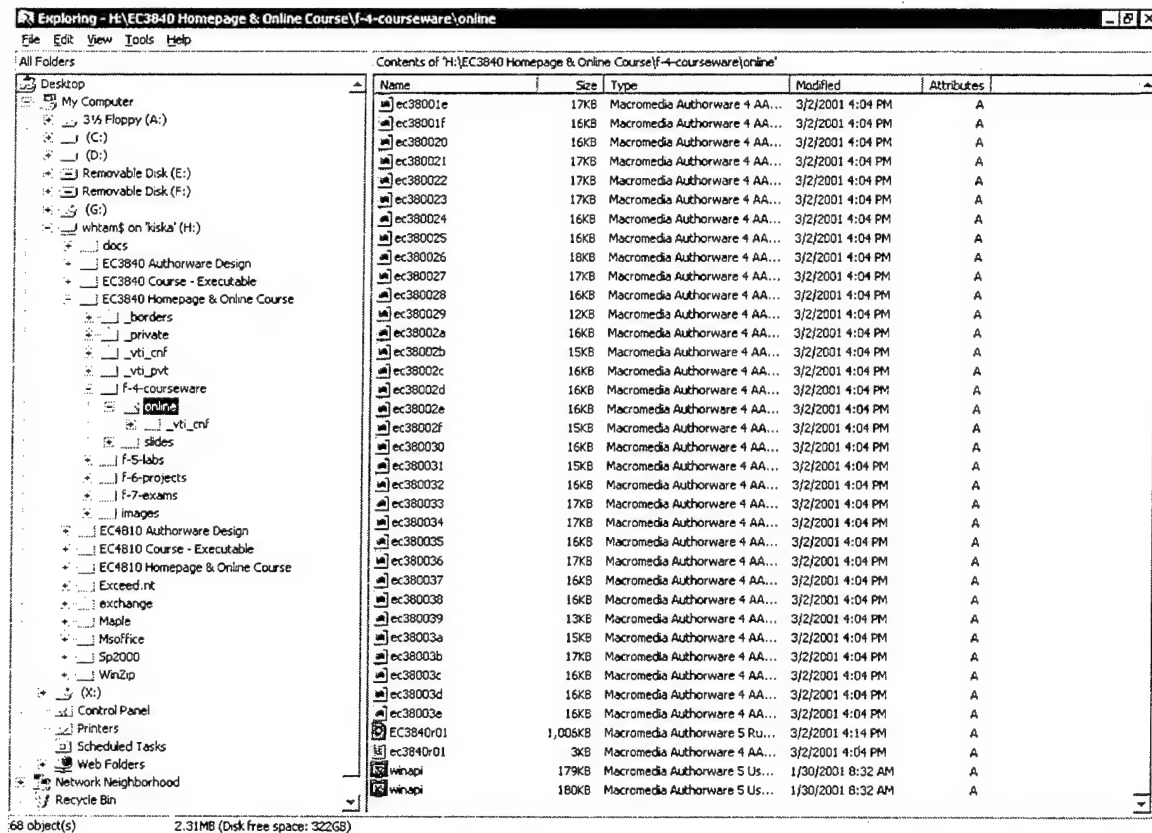 Exploring - H:\EC3840 Homepage & Online Course\f-4-courseware\online
File Edit View Tools Help
All Folders
Contents of 'H:\EC3840 Homepage & Online Course\f-4-courseware\online'
Desktop
My Computer
3½ Floppy (A:)
(C:)
(D:)
Removable Disk (E:)
Removable Disk (F:)
(G:)
whtam$ on 'kiska' (H:)
docs
EC3840 Authorware Design
EC3840 Course - Executable
EC3840 Homepage & Online Course
_borders
_private
_vti_cnf
_vti_pvt
f-4-courseware
online
_vti_cnf
slides
f-5-labs
f-6-projects
f-7-exams
images
EC4810 Authorware Design
EC4810 Course - Executable
EC4810 Homepage & Online Course
Exceed.nt
exchange
Maple
Msoffice
Sp2000
WinZip
(X:)
Control Panel
Printers
Scheduled Tasks
Web Folders
Network Neighborhood
Recycle Bin
Name Size Type Modified Attributes
ec38001e 17KB Macromedia Authorware 4 AA... 3/2/2001 4:04 PM A
ec38001f 16KB Macromedia Authorware 4 AA... 3/2/2001 4:04 PM A
ec380020 16KB Macromedia Authorware 4 AA... 3/2/2001 4:04 PM A
ec380021 17KB Macromedia Authorware 4 AA... 3/2/2001 4:04 PM A
ec380022 17KB Macromedia Authorware 4 AA... 3/2/2001 4:04 PM A
ec380023 17KB Macromedia Authorware 4 AA... 3/2/2001 4:04 PM A
ec380024 16KB Macromedia Authorware 4 AA... 3/2/2001 4:04 PM A
ec380025 16KB Macromedia Authorware 4 AA... 3/2/2001 4:04 PM A
ec380026 18KB Macromedia Authorware 4 AA... 3/2/2001 4:04 PM A
ec380027 17KB Macromedia Authorware 4 AA... 3/2/2001 4:04 PM A
ec380028 16KB Macromedia Authorware 4 AA... 3/2/2001 4:04 PM A
ec380029 12KB Macromedia Authorware 4 AA... 3/2/2001 4:04 PM A
ec38002a 16KB Macromedia Authorware 4 AA... 3/2/2001 4:04 PM A
ec38002b 15KB Macromedia Authorware 4 AA... 3/2/2001 4:04 PM A
ec38002c 16KB Macromedia Authorware 4 AA... 3/2/2001 4:04 PM A
ec38002d 16KB Macromedia Authorware 4 AA... 3/2/2001 4:04 PM A
ec38002e 16KB Macromedia Authorware 4 AA... 3/2/2001 4:04 PM A
ec38002f 15KB Macromedia Authorware 4 AA... 3/2/2001 4:04 PM A
ec380030 16KB Macromedia Authorware 4 AA... 3/2/2001 4:04 PM A
ec380031 15KB Macromedia Authorware 4 AA... 3/2/2001 4:04 PM A
ec380032 16KB Macromedia Authorware 4 AA... 3/2/2001 4:04 PM A
ec380033 17KB Macromedia Authorware 4 AA... 3/2/2001 4:04 PM A
ec380034 17KB Macromedia Authorware 4 AA... 3/2/2001 4:04 PM A
ec380035 16KB Macromedia Authorware 4 AA... 3/2/2001 4:04 PM A
ec380036 17KB Macromedia Authorware 4 AA... 3/2/2001 4:04 PM A
ec380037 16KB Macromedia Authorware 4 AA... 3/2/2001 4:04 PM A
ec380038 16KB Macromedia Authorware 4 AA... 3/2/2001 4:04 PM A
ec380039 13KB Macromedia Authorware 4 AA... 3/2/2001 4:04 PM A
ec38003a 15KB Macromedia Authorware 4 AA... 3/2/2001 4:04 PM A
ec38003b 17KB Macromedia Authorware 4 AA... 3/2/2001 4:04 PM A
ec38003c 16KB Macromedia Authorware 4 AA... 3/2/2001 4:04 PM A
ec38003d 16KB Macromedia Authorware 4 AA... 3/2/2001 4:04 PM A
ec38003e 16KB Macromedia Authorware 4 AA... 3/2/2001 4:04 PM A
EC3840r01 1,006KB Macromedia Authorware 5 Ru... 3/2/2001 4:14 PM A
ec3840r01 3KB Macromedia Authorware 4 AA... 3/2/2001 4:04 PM A
winapi 179KB Macromedia Authorware 5 Us... 1/30/2001 8:32 AM A
winapi 180KB Macromedia Authorware 5 Us... 1/30/2001 8:32 AM A
68 object(s) 2.31MB (Disk free space: 322GB)